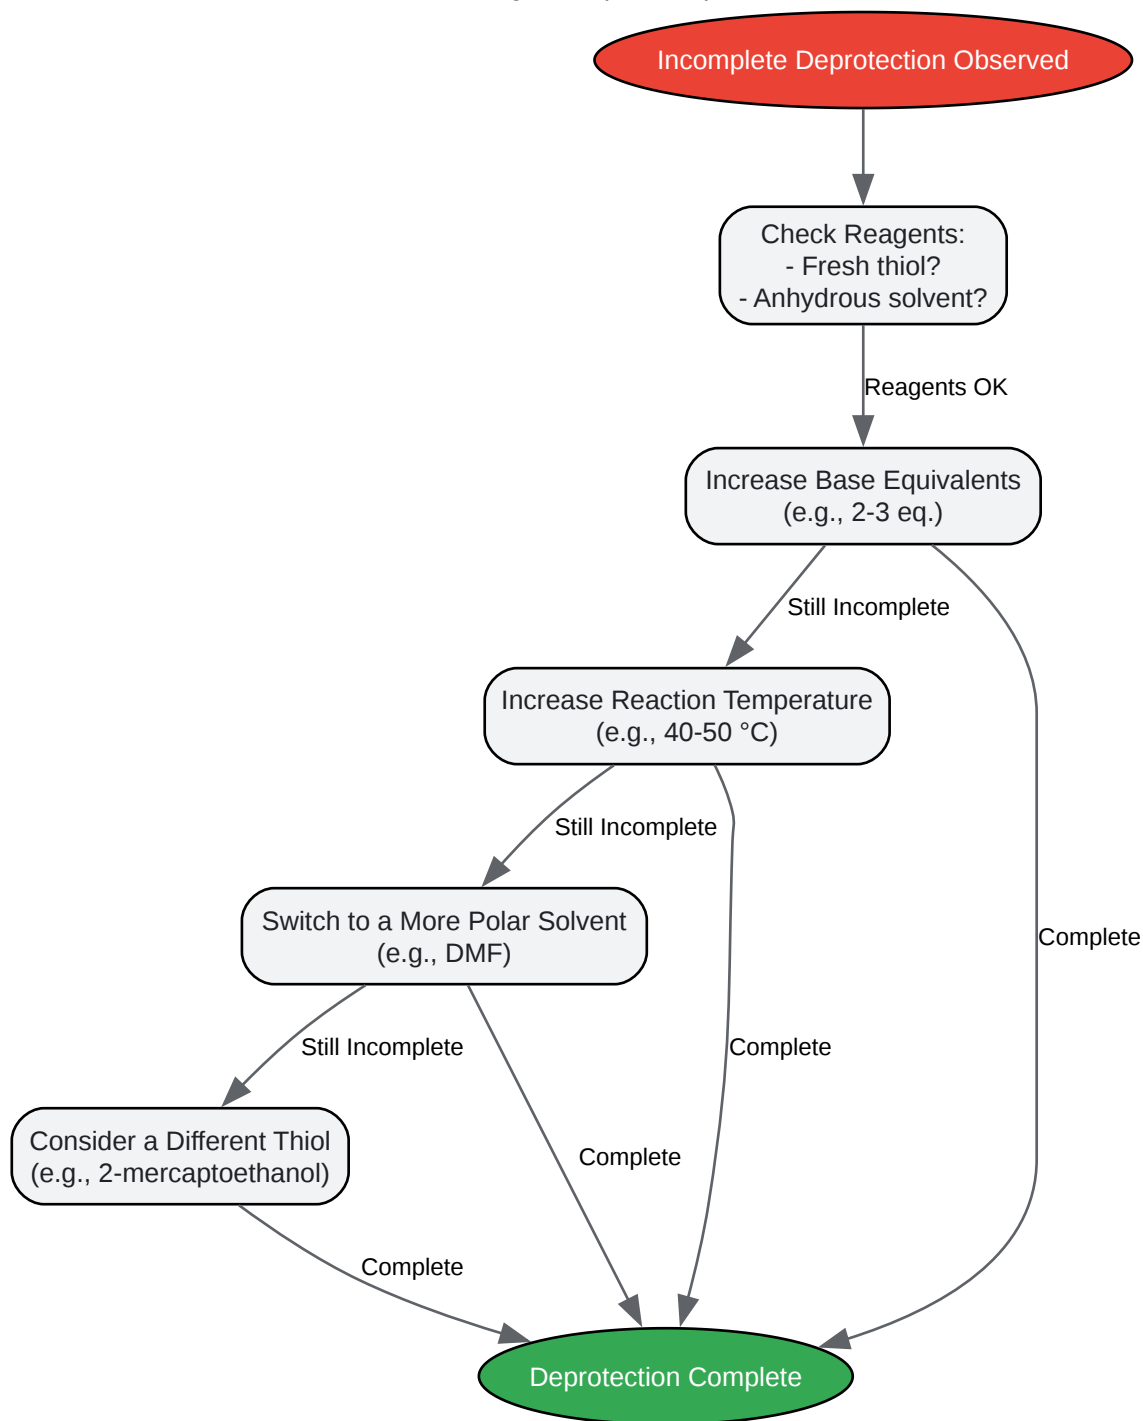 Incomplete Deprotection Observed
Check Reagents:
- Fresh thiol?
- Anhydrous solvent?
Reagents OK
Increase Base Equivalents
(e.g., 2-3 eq.)
Still Incomplete
Increase Reaction Temperature
(e.g., 40-50 °C)
Still Incomplete
Switch to a More Polar Solvent
(e.g., DMF)
Complete
Still Incomplete
Complete
Consider a Different Thiol
(e.g., 2-mercaptoethanol)
Complete
Complete
Deprotection Complete